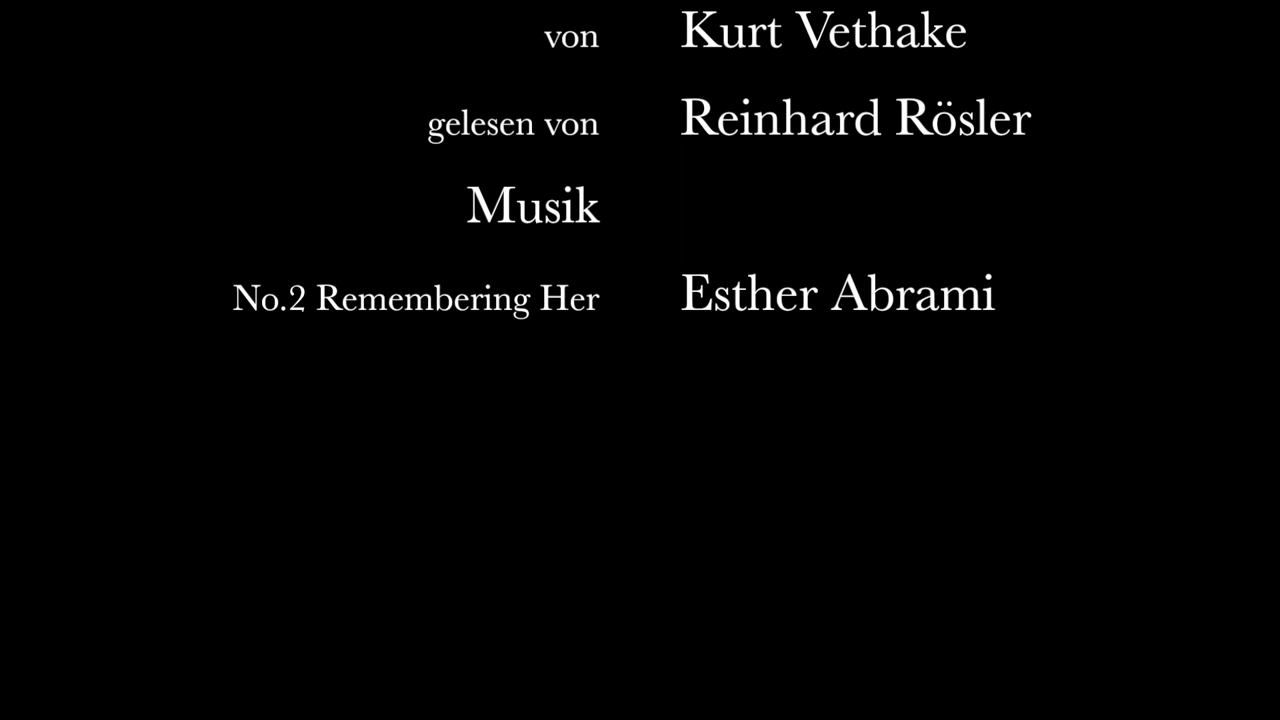 von Kurt Vethake
gelesen von Reinhard Rösler
Musik
No.2 Remembering Her Esther Abrami